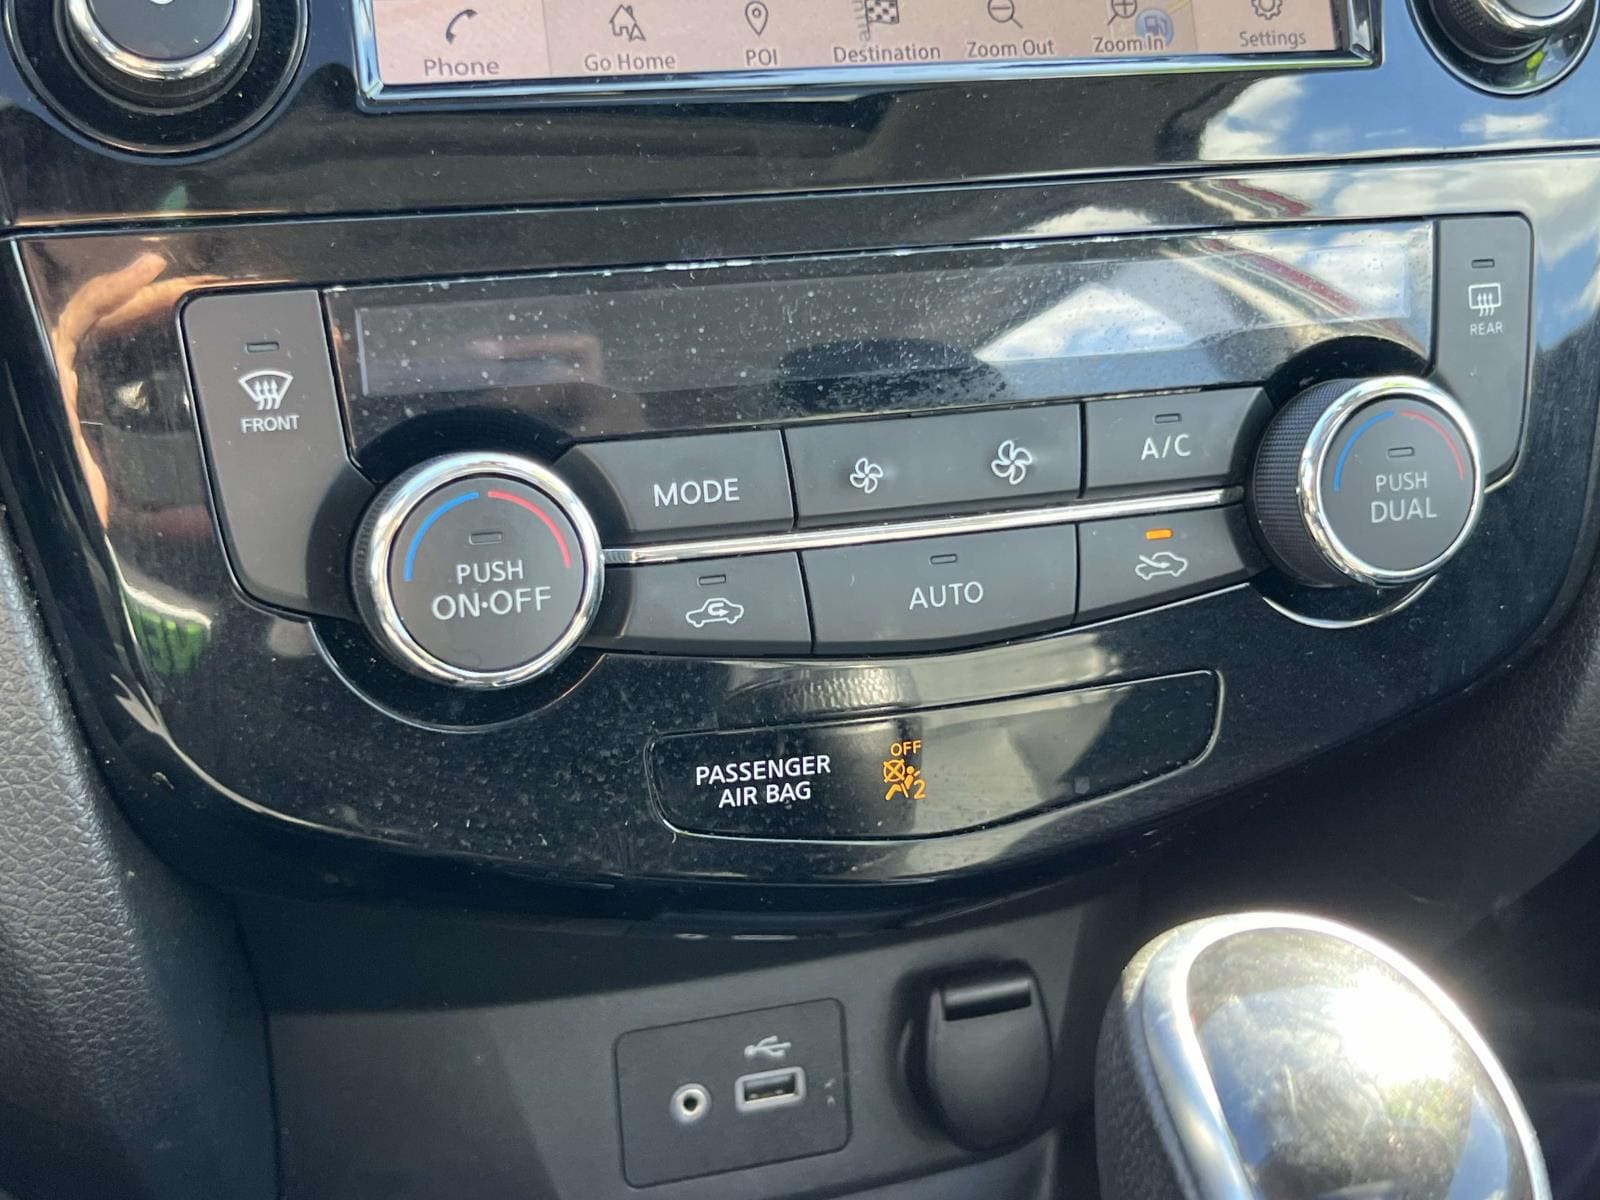 Phone
Go Home
POI
Destination
Zoom Out
Zoom In
Settings
FRONT
REAR
MODE
A/C
PUSH
DUAL
PUSH
ON·OFF
AUTO
PASSENGER
AIR BAG
OFF
2